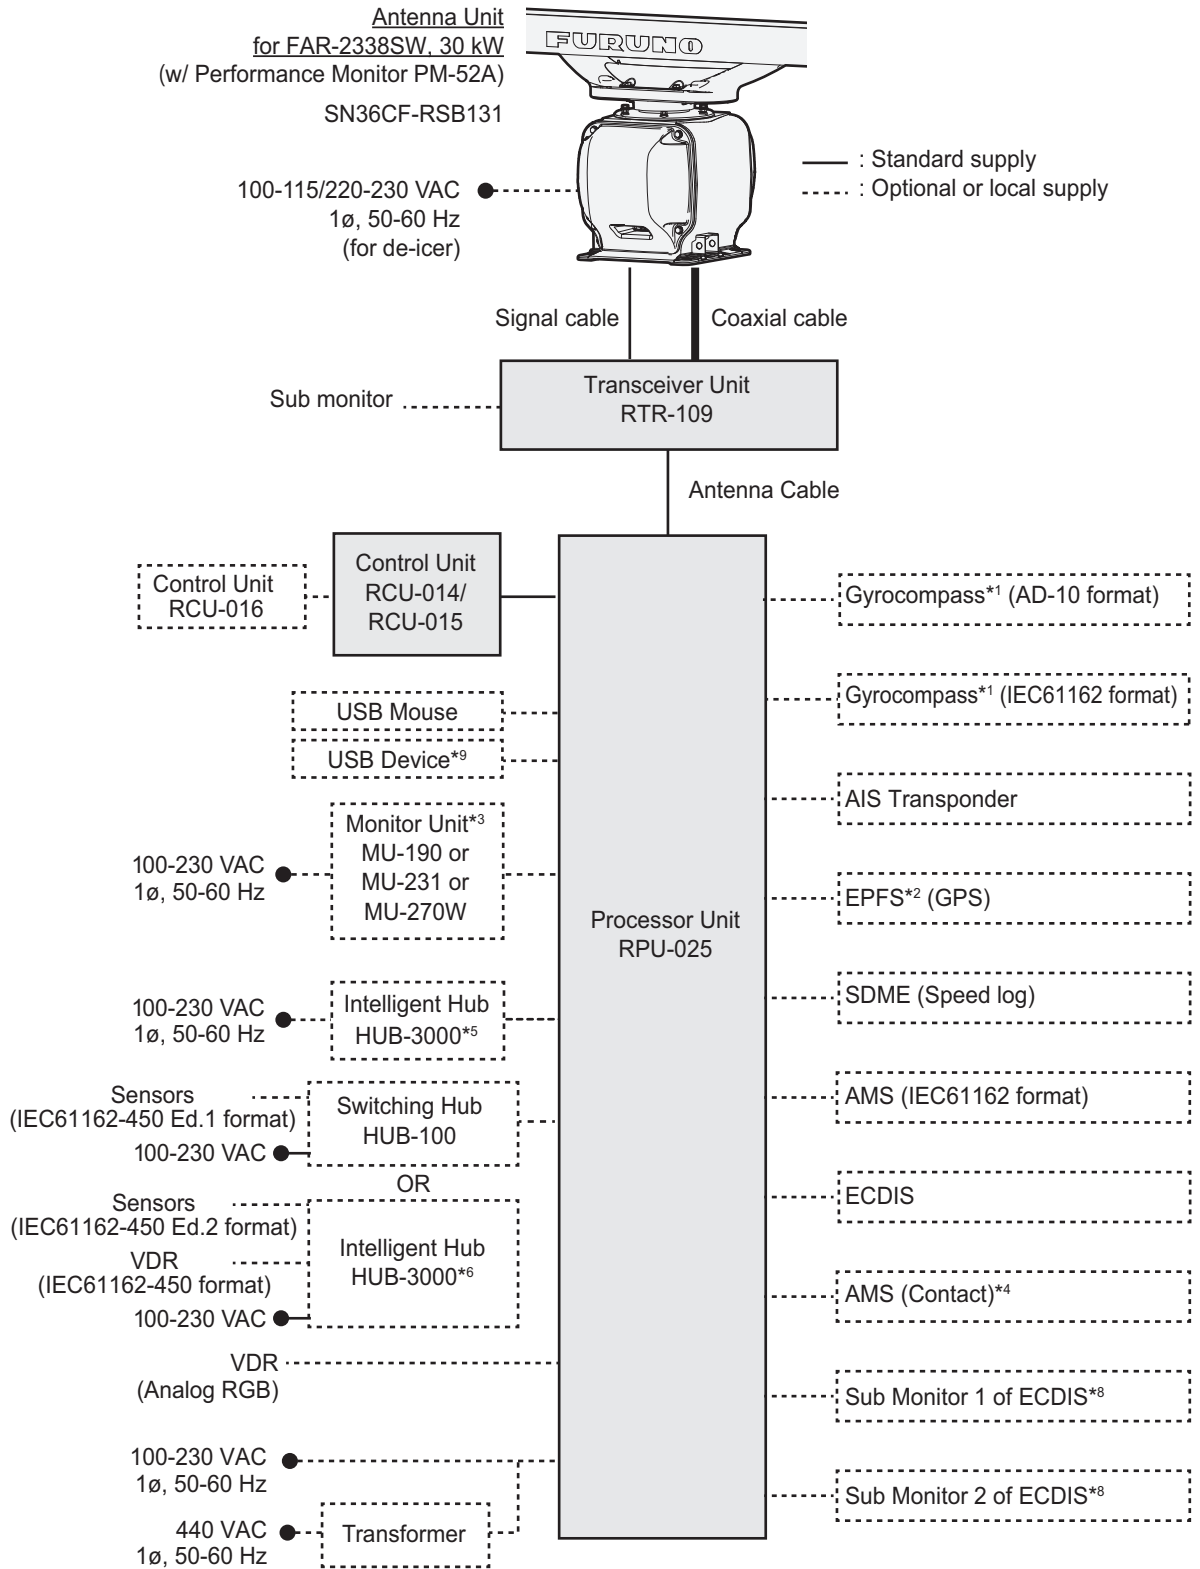 Antenna Unit
for FAR-2338SW, 30 kW
(w/ Performance Monitor PM-52A)
SN36CF-RSB131
FURUNO
: Standard supply
: Optional or local supply
100-115/220-230 VAC
1ø, 50-60 Hz
(for de-icer)
Signal cable
Coaxial cable
Sub monitor
Transceiver Unit
RTR-109
Antenna Cable
Control Unit
RCU-016
Control Unit
RCU-014/
RCU-015
USB Mouse
USB Device*9
100-230 VAC
1ø, 50-60 Hz
Monitor Unit*3
MU-190 or
MU-231 or
MU-270W
100-230 VAC
1ø, 50-60 Hz
Intelligent Hub
HUB-3000*5
Sensors
(IEC61162-450 Ed.1 format)
100-230 VAC
Switching Hub
HUB-100
OR
Sensors
(IEC61162-450 Ed.2 format)
VDR
(IEC61162-450 format)
100-230 VAC
Intelligent Hub
HUB-3000*6
VDR
(Analog RGB)
100-230 VAC
1ø, 50-60 Hz
440 VAC
1ø, 50-60 Hz
Transformer
Processor Unit
RPU-025
Gyrocompass*1 (AD-10 format)
Gyrocompass*1 (IEC61162 format)
AIS Transponder
EPFS*2 (GPS)
SDME (Speed log)
AMS (IEC61162 format)
ECDIS
AMS (Contact)*4
Sub Monitor 1 of ECDIS*8
Sub Monitor 2 of ECDIS*8